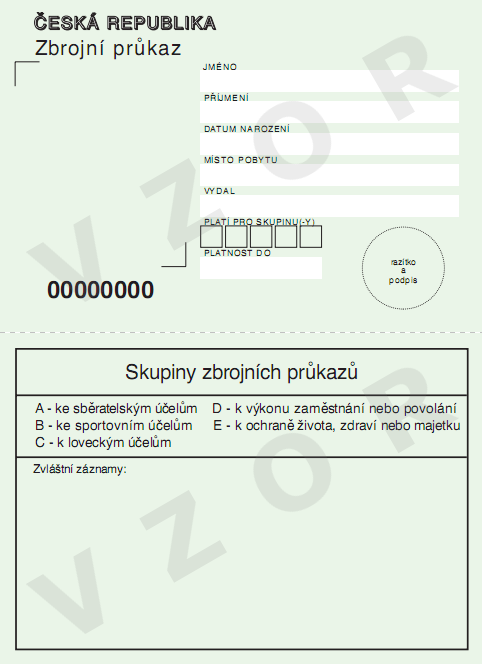 ČESKÁ REPUBLIKA
Zbrojní průkaz
JMÉNO
PŘÍJMENÍ
DATUM NAROZENÍ
MÍSTO POBYTU
VYDAL
PLATÍ PRO SKUPINU(-Y)
PLATNOST DO
razítko
a
podpis
00000000
VZOR
Skupiny zbrojních průkazů
A - ke sběratelským účelům D - k výkonu zaměstnání nebo povolání
B - ke sportovním účelům E - k ochraně života, zdraví nebo majetku
C - k loveckým účelům
Zvláštní záznamy:
VZOR